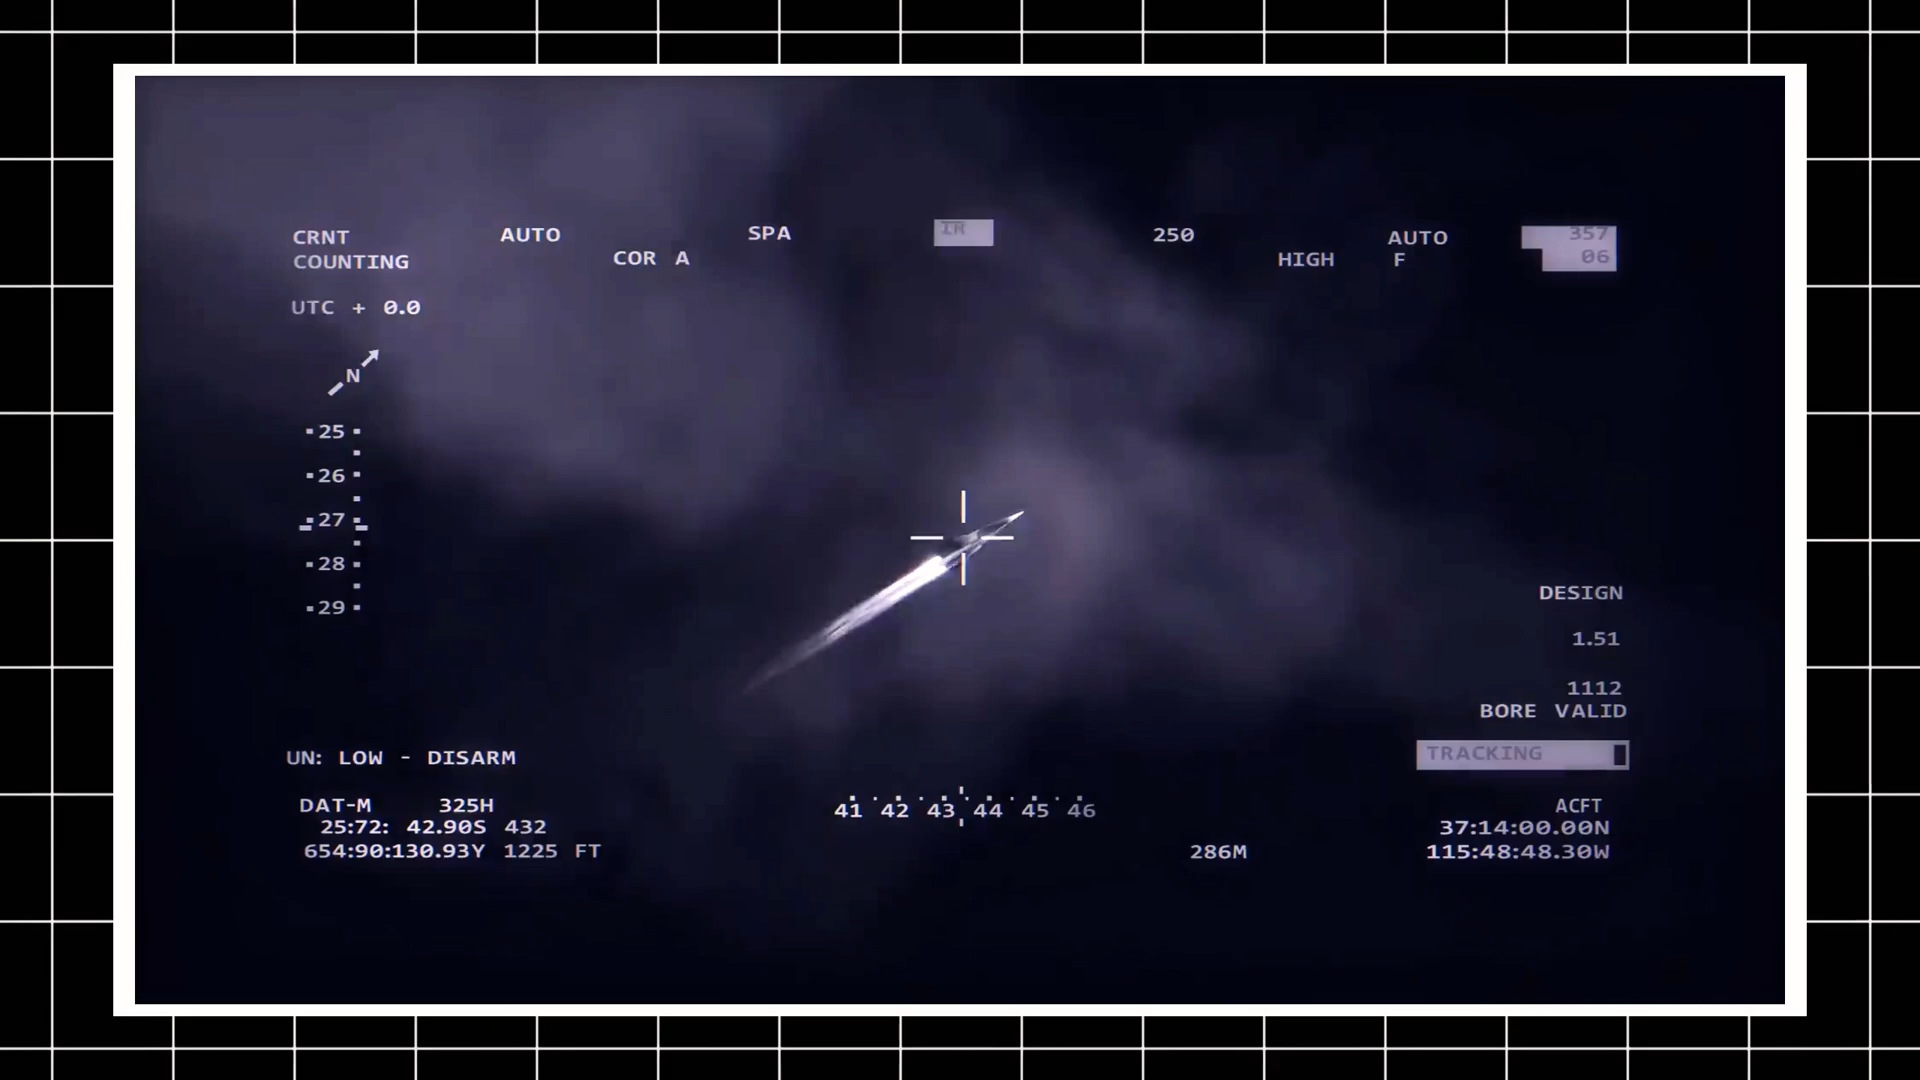 CRNT AUTO SPA IR 250 AUTO 357
COUNTING COR A HIGH F 06
UTC + 0.0
N
25
26
27
28
29
DESIGN
1.51
1112
BORE VALID
UN: LOW - DISARM TRACKING
DAT-M 325H 41 42 43 44 45 46 ACFT
25:72: 42.90S 432 37:14:00.00N
654:90:130.93Y 1225 FT 286M 115:48:48.30W